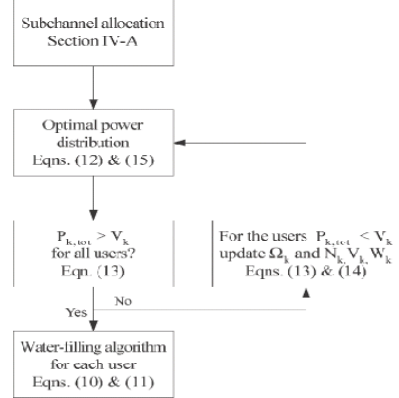 Subchannel allocation
Section IV-A
Optimal power
distribution
Eqns. (12) & (15)
P_k,tot > V_k
for all users?
Eqn. (13)
For the users P_k,tot < V_k
update Ω_k and N_k, V_k, W_k
Eqns. (13) & (14)
No
Yes
Water-filling algorithm
for each user
Eqns. (10) & (11)